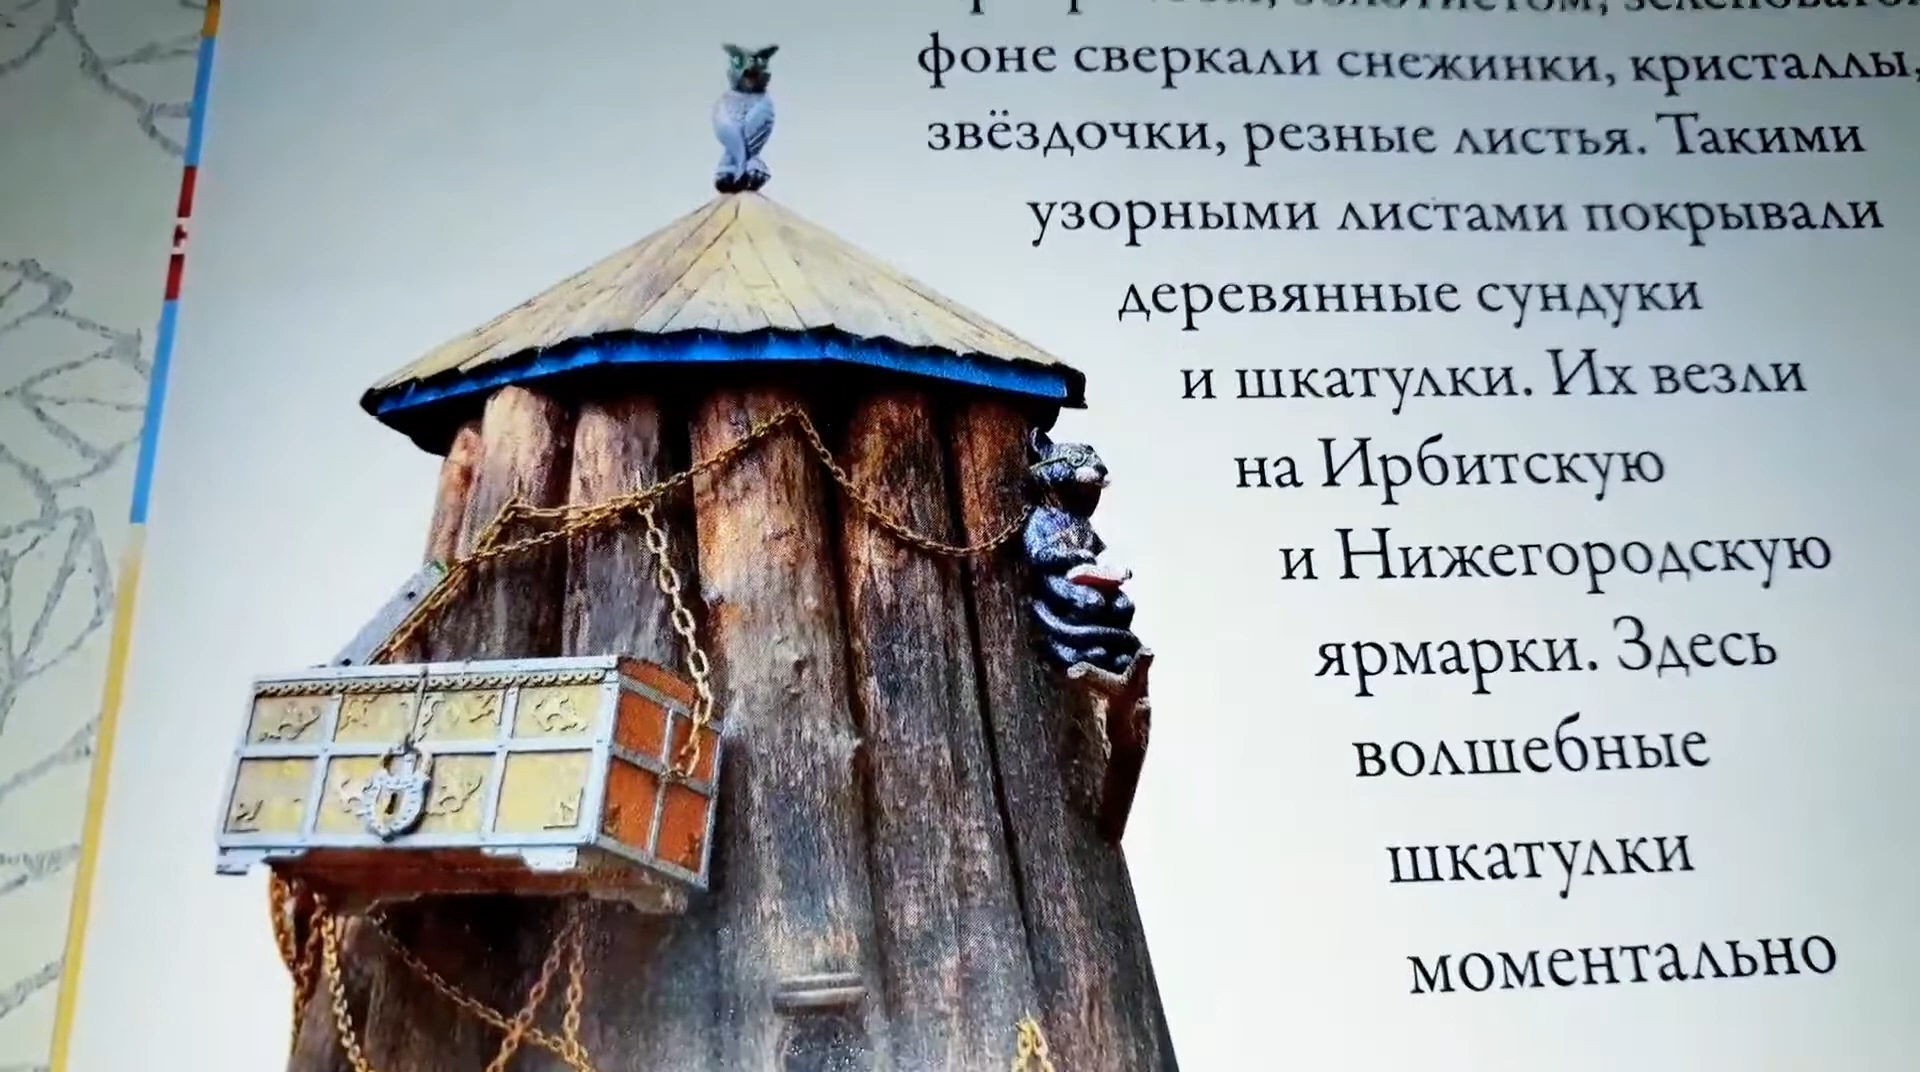 фоне сверкали снежинки, кристаллы,
звёздочки, резные листья. Такими
узорными листами покрывали
деревянные сундуки
и шкатулки. Их везли
на Ирбитскую
и Нижегородскую
ярмарки. Здесь
волшебные
шкатулки
моментально